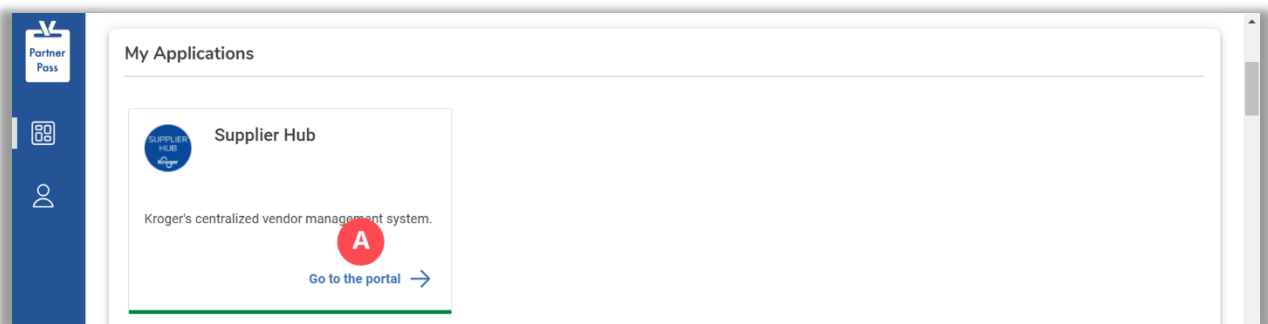 Partner
Pass
My Applications
SUPPLIER
HUB
Kroger
Supplier Hub
Kroger's centralized vendor management system.
A
Go to the portal